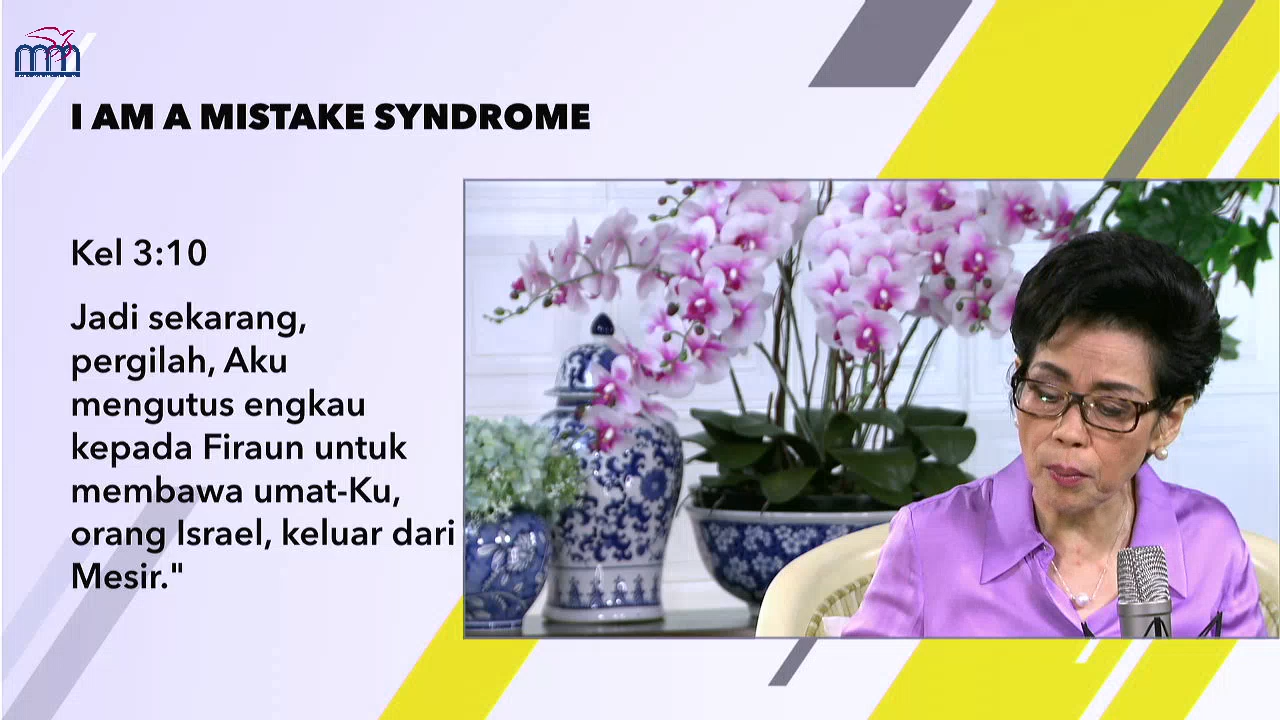 I AM A MISTAKE SYNDROME
Kel 3:10
Jadi sekarang,
pergilah, Aku
mengutus engkau
kepada Firaun untuk
membawa umat-Ku,
orang Israel, keluar dari
Mesir."